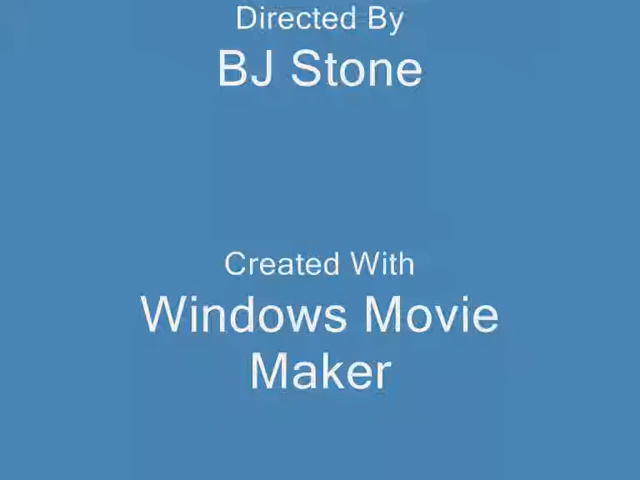 Directed By
BJ Stone
Created With
Windows Movie
Maker